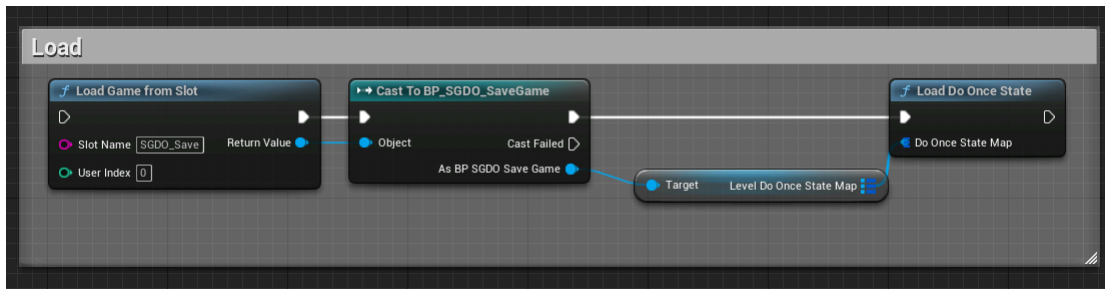 Load
f Load Game from Slot
Slot Name SGDO_Save Return Value
User Index 0
Cast To BP_SGDO_SaveGame
Object Cast Failed
As BP SGDO Save Game
Target Level Do Once State Map
f Load Do Once State
Do Once State Map